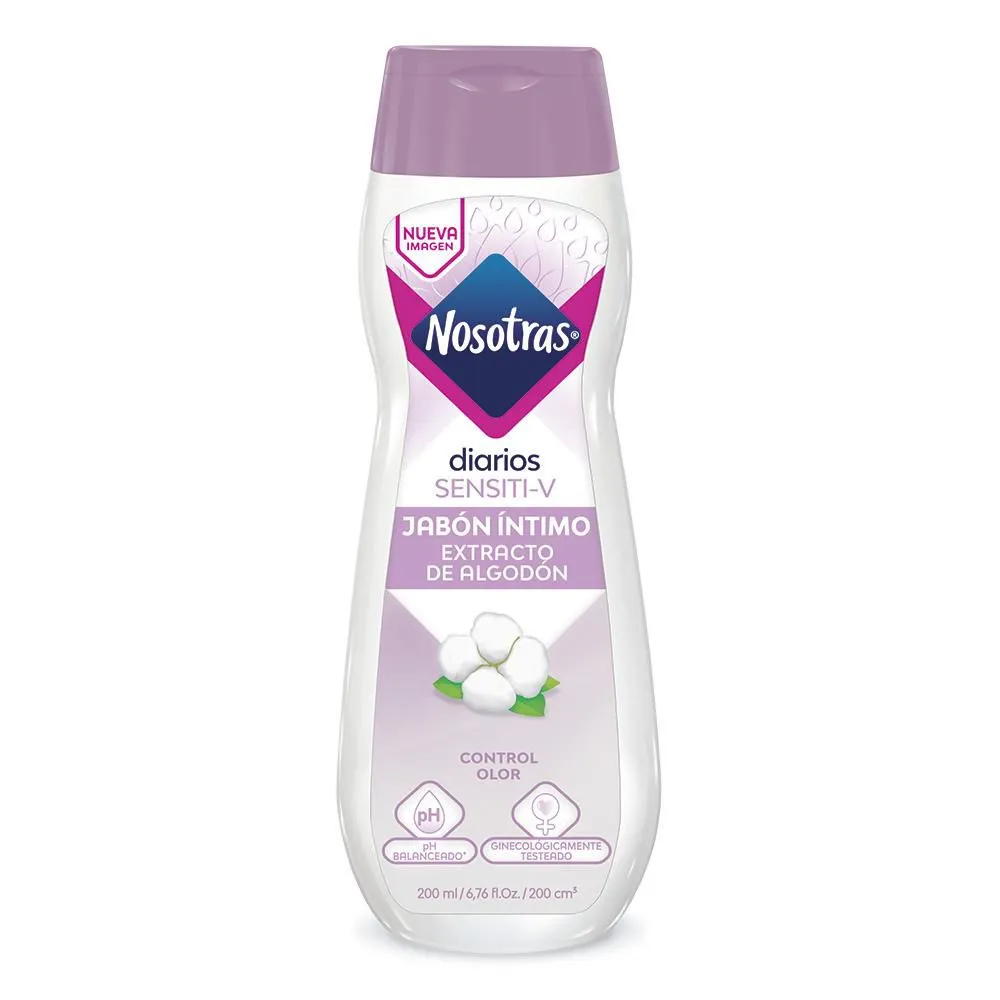 NUEVA
IMAGEN
Nosotras®
diarios
SENSITI-V
JABÓN ÍNTIMO
EXTRACTO
DE ALGODÓN
CONTROL
OLOR
pH
pH
BALANCEADO*
GINECOLÓGICAMENTE
TESTEADO
200 ml / 6,76 fl.Oz. / 200 cm³